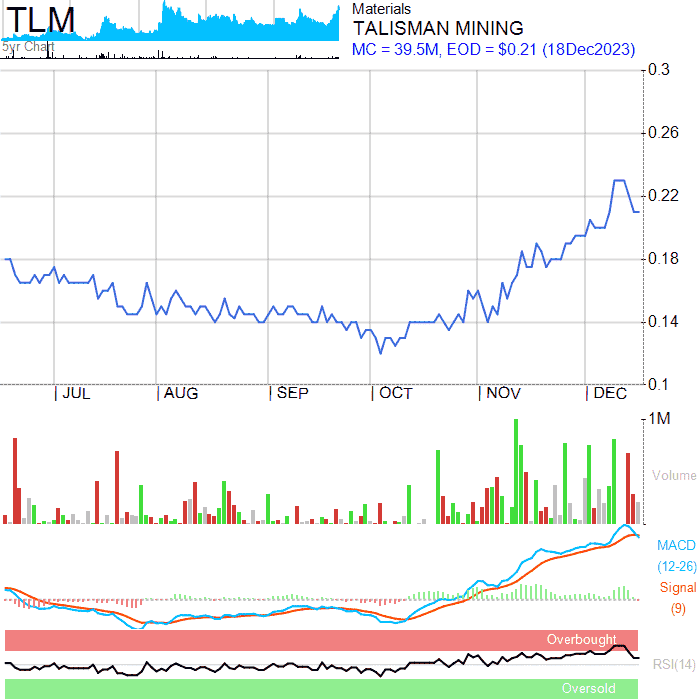 TLM
5yr Chart
Materials
TALISMAN MINING
MC = 39.5M, EOD = $0.21 (18Dec2023)
0.3
0.26
0.22
0.18
0.14
0.1
JUL AUG SEP OCT NOV DEC
1M
Volume
MACD
(12-26)
Signal
(9)
Overbought
RSI(14)
Oversold